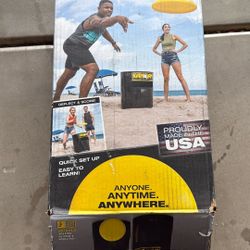 DEFLECT & SCORE!
QUICK SET UP
&
EASY TO
LEARN!
PROUDLY
MADE IN THE
USA
ANYONE.
ANYTIME.
ANYWHERE.